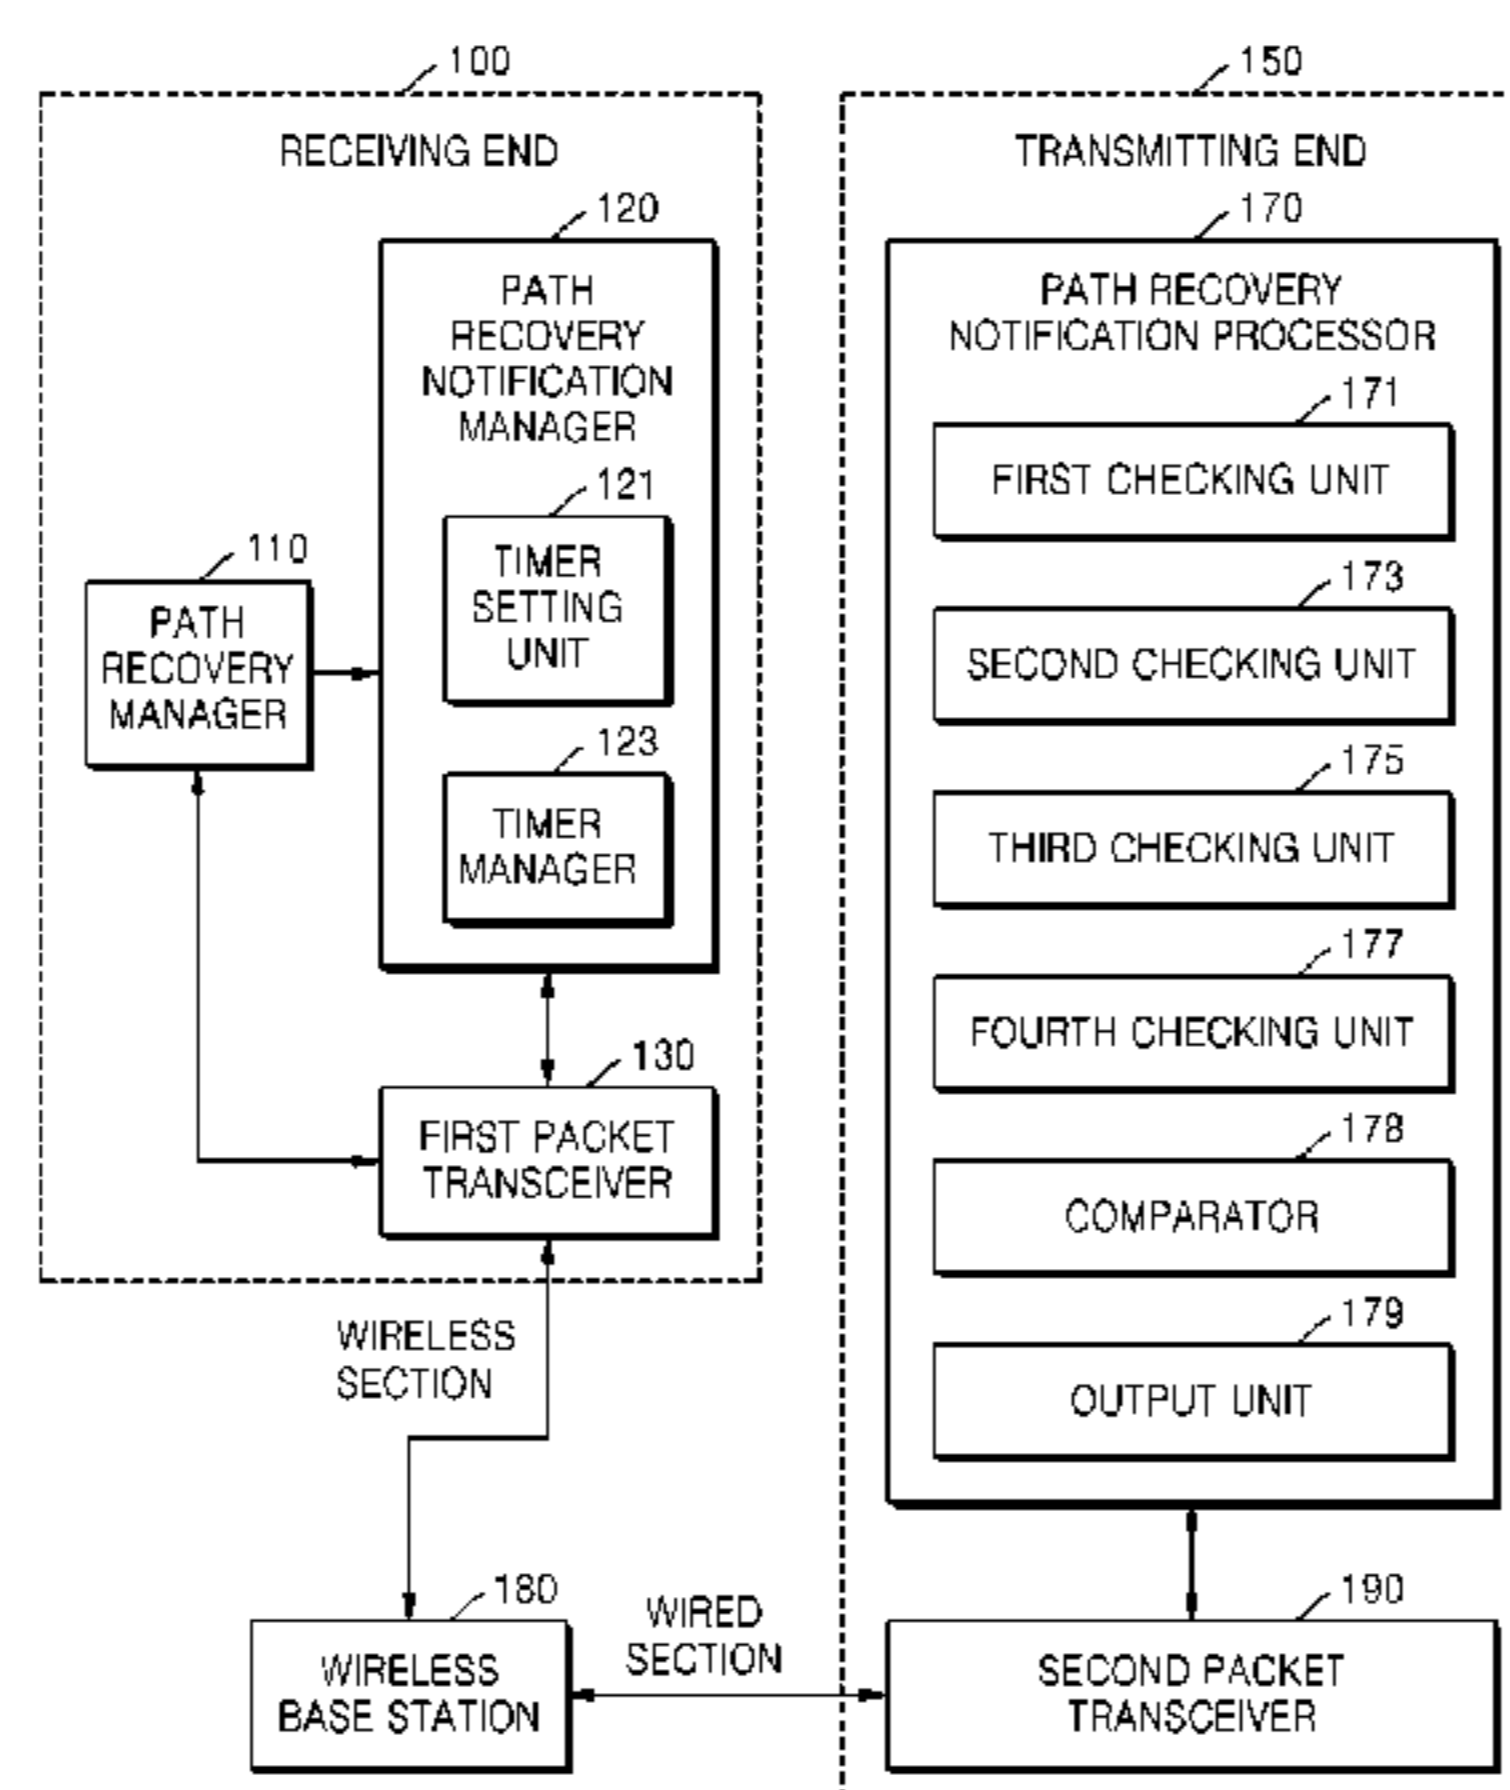 100
RECEIVING END
120
PATH
RECOVERY
NOTIFICATION
MANAGER
121
TIMER
SETTING
UNIT
110
PATH
RECOVERY
MANAGER
123
TIMER
MANAGER
130
FIRST PACKET
TRANSCEIVER
WIRELESS
SECTION
180
WIRELESS
BASE STATION
WIRED
SECTION
150
TRANSMITTING END
170
PATH RECOVERY
NOTIFICATION PROCESSOR
171
FIRST CHECKING UNIT
173
SECOND CHECKING UNIT
175
THIRD CHECKING UNIT
177
FOURTH CHECKING UNIT
178
COMPARATOR
179
OUTPUT UNIT
190
SECOND PACKET
TRANSCEIVER